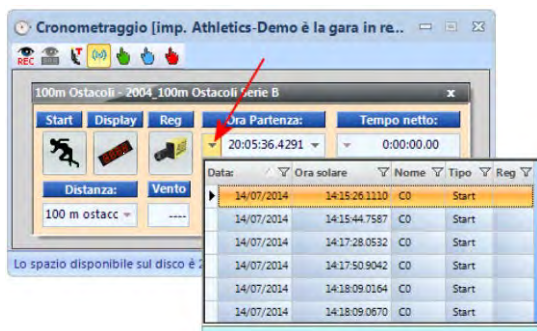 Cronometraggio [imp. Athletics-Demo è la gara in re...
REC
100m Ostacoli - 2004_100m Ostacoli Serie B x
Start Display Reg Ora Partenza: Tempo netto:
20:05:36.4291 0:00:00.00
Distanza: Vento
100 m ostacc ----
Data: Ora solare Nome Tipo Reg
14/07/2014 14:15:26.1110 C0 Start
14/07/2014 14:15:44.7587 C0 Start
14/07/2014 14:17:28.0532 C0 Start
14/07/2014 14:17:50.9042 C0 Start
14/07/2014 14:18:09.0164 C0 Start
14/07/2014 14:18:09.0670 C0 Start
Lo spazio disponibile sul disco è